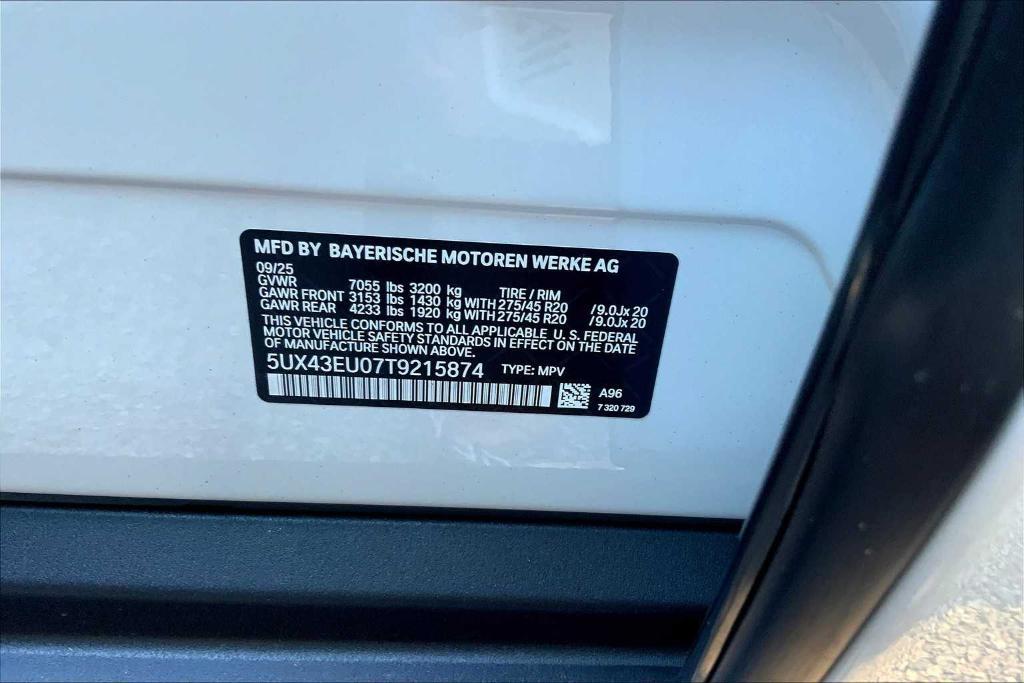 MFD BY BAYERISCHE MOTOREN WERKE AG
09/25
GVWR 7055 lbs 3200 kg TIRE / RIM
GAWR FRONT 3153 lbs 1430 kg WITH 275/45 R20 /9.0Jx 20
GAWR REAR 4233 lbs 1920 kg WITH 275/45 R20 /9.0Jx 20
THIS VEHICLE CONFORMS TO ALL APPLICABLE U. S. FEDERAL
MOTOR VEHICLE SAFETY STANDARDS IN EFFECT ON THE DATE
OF MANUFACTURE SHOWN ABOVE.
5UX43EU07T9215874 TYPE: MPV
A96
7 320 729